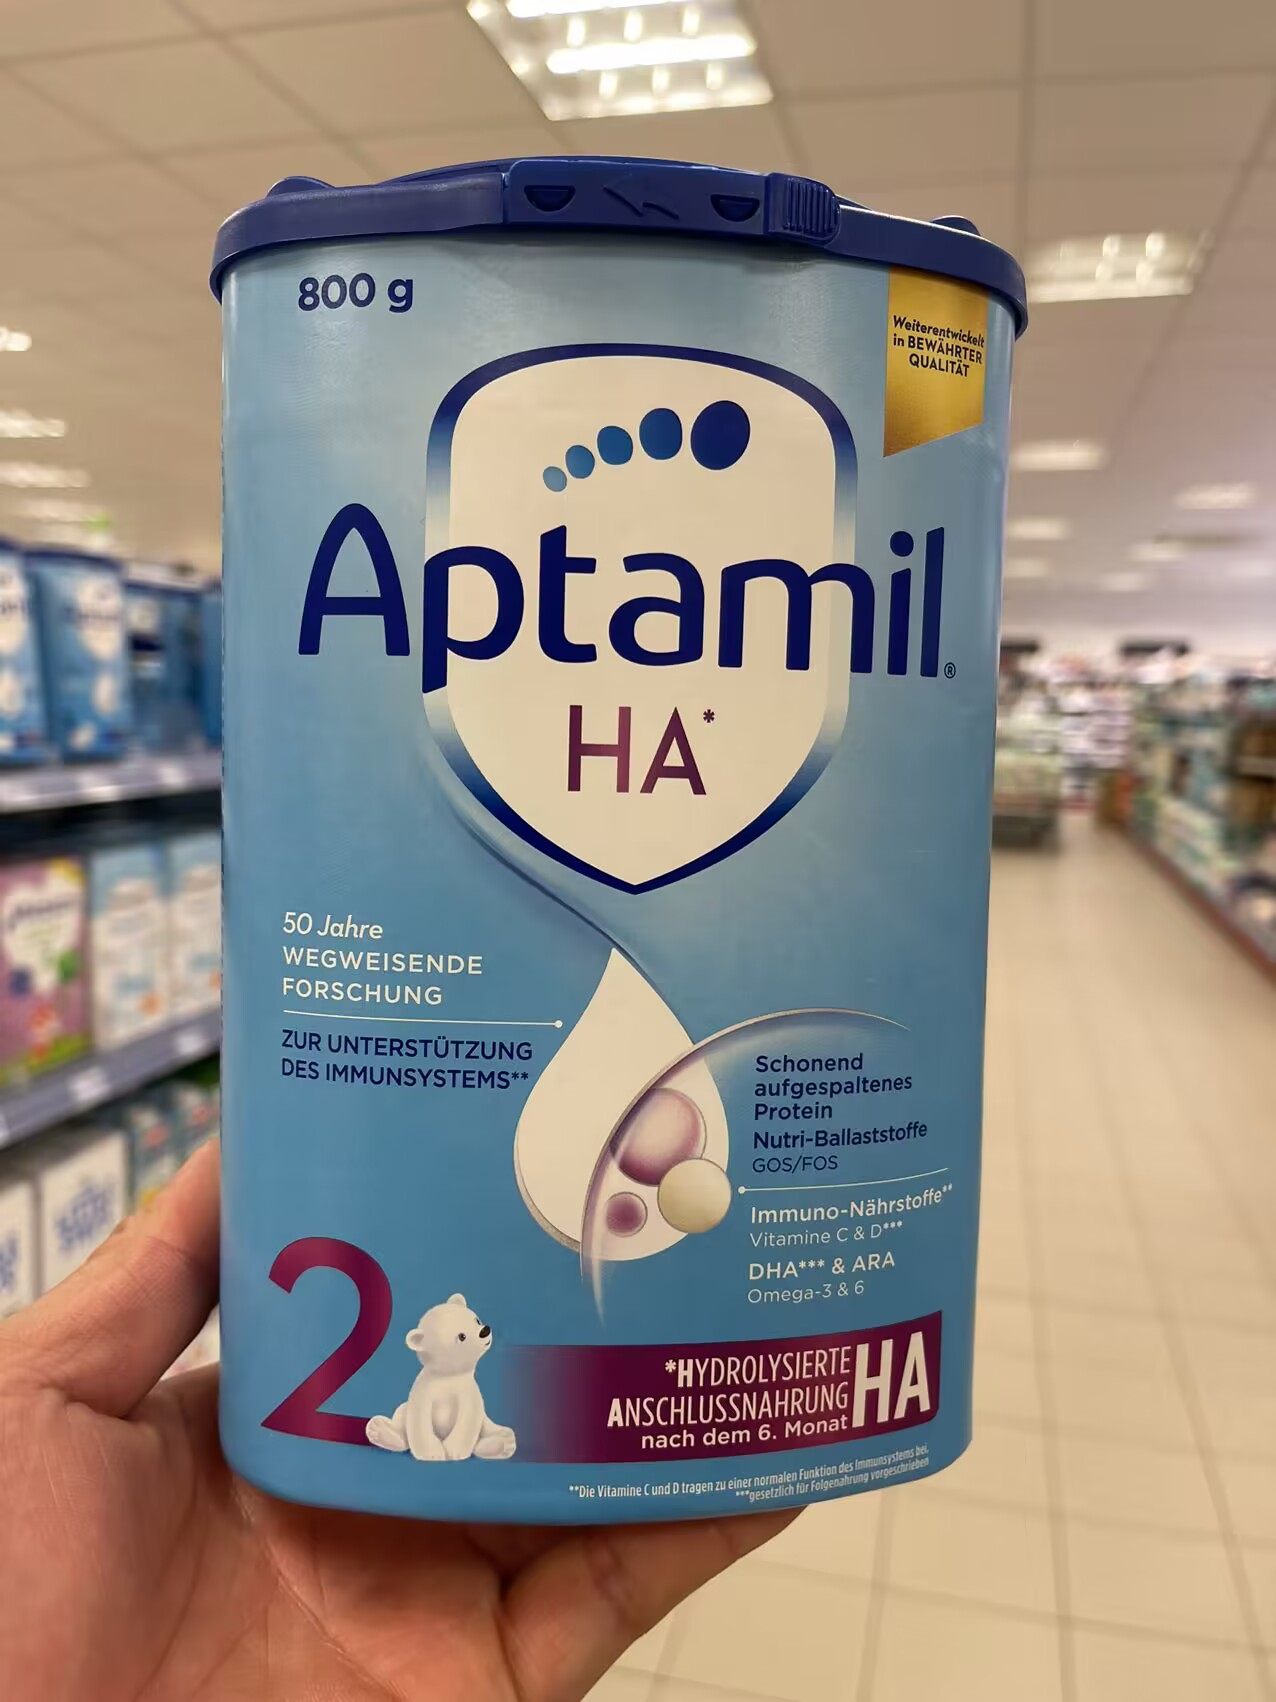 800 g
Weiterentwickelt
in BEWÄHRTER
QUALITÄT
Aptamil®
HA*
50 Jahre
WEGWEISENDE
FORSCHUNG
ZUR UNTERSTÜTZUNG
DES IMMUNSYSTEMS**
Schonend
aufgespaltenes
Protein
Nutri-Ballaststoffe
GOS/FOS
Immuno-Nährstoffe**
Vitamine C & D***
DHA*** & ARA
Omega-3 & 6
2
*HYDROLYSIERTE
ANSCHLUSSNAHRUNG
nach dem 6. Monat
HA
**Die Vitamine C und D tragen zu einer normalen Funktion des Immunsystems bei.
***gesetzlich für Folgenahrung vorgeschrieben